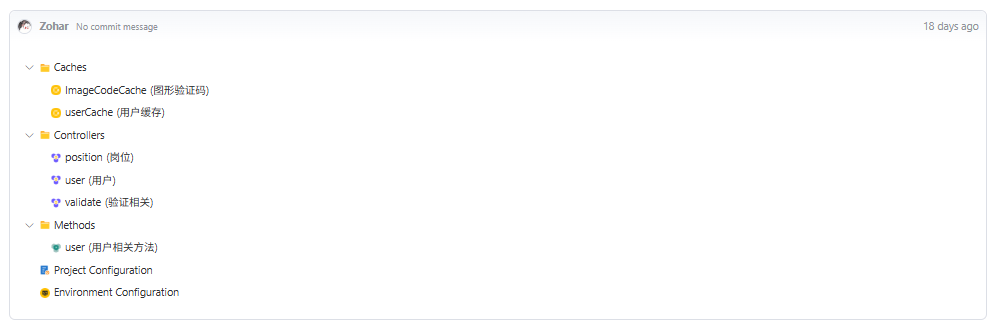 Zohar No commit message 18 days ago
Caches
ImageCodeCache (图形验证码)
userCache (用户缓存)
Controllers
position (岗位)
user (用户)
validate (验证相关)
Methods
user (用户相关方法)
Project Configuration
Environment Configuration